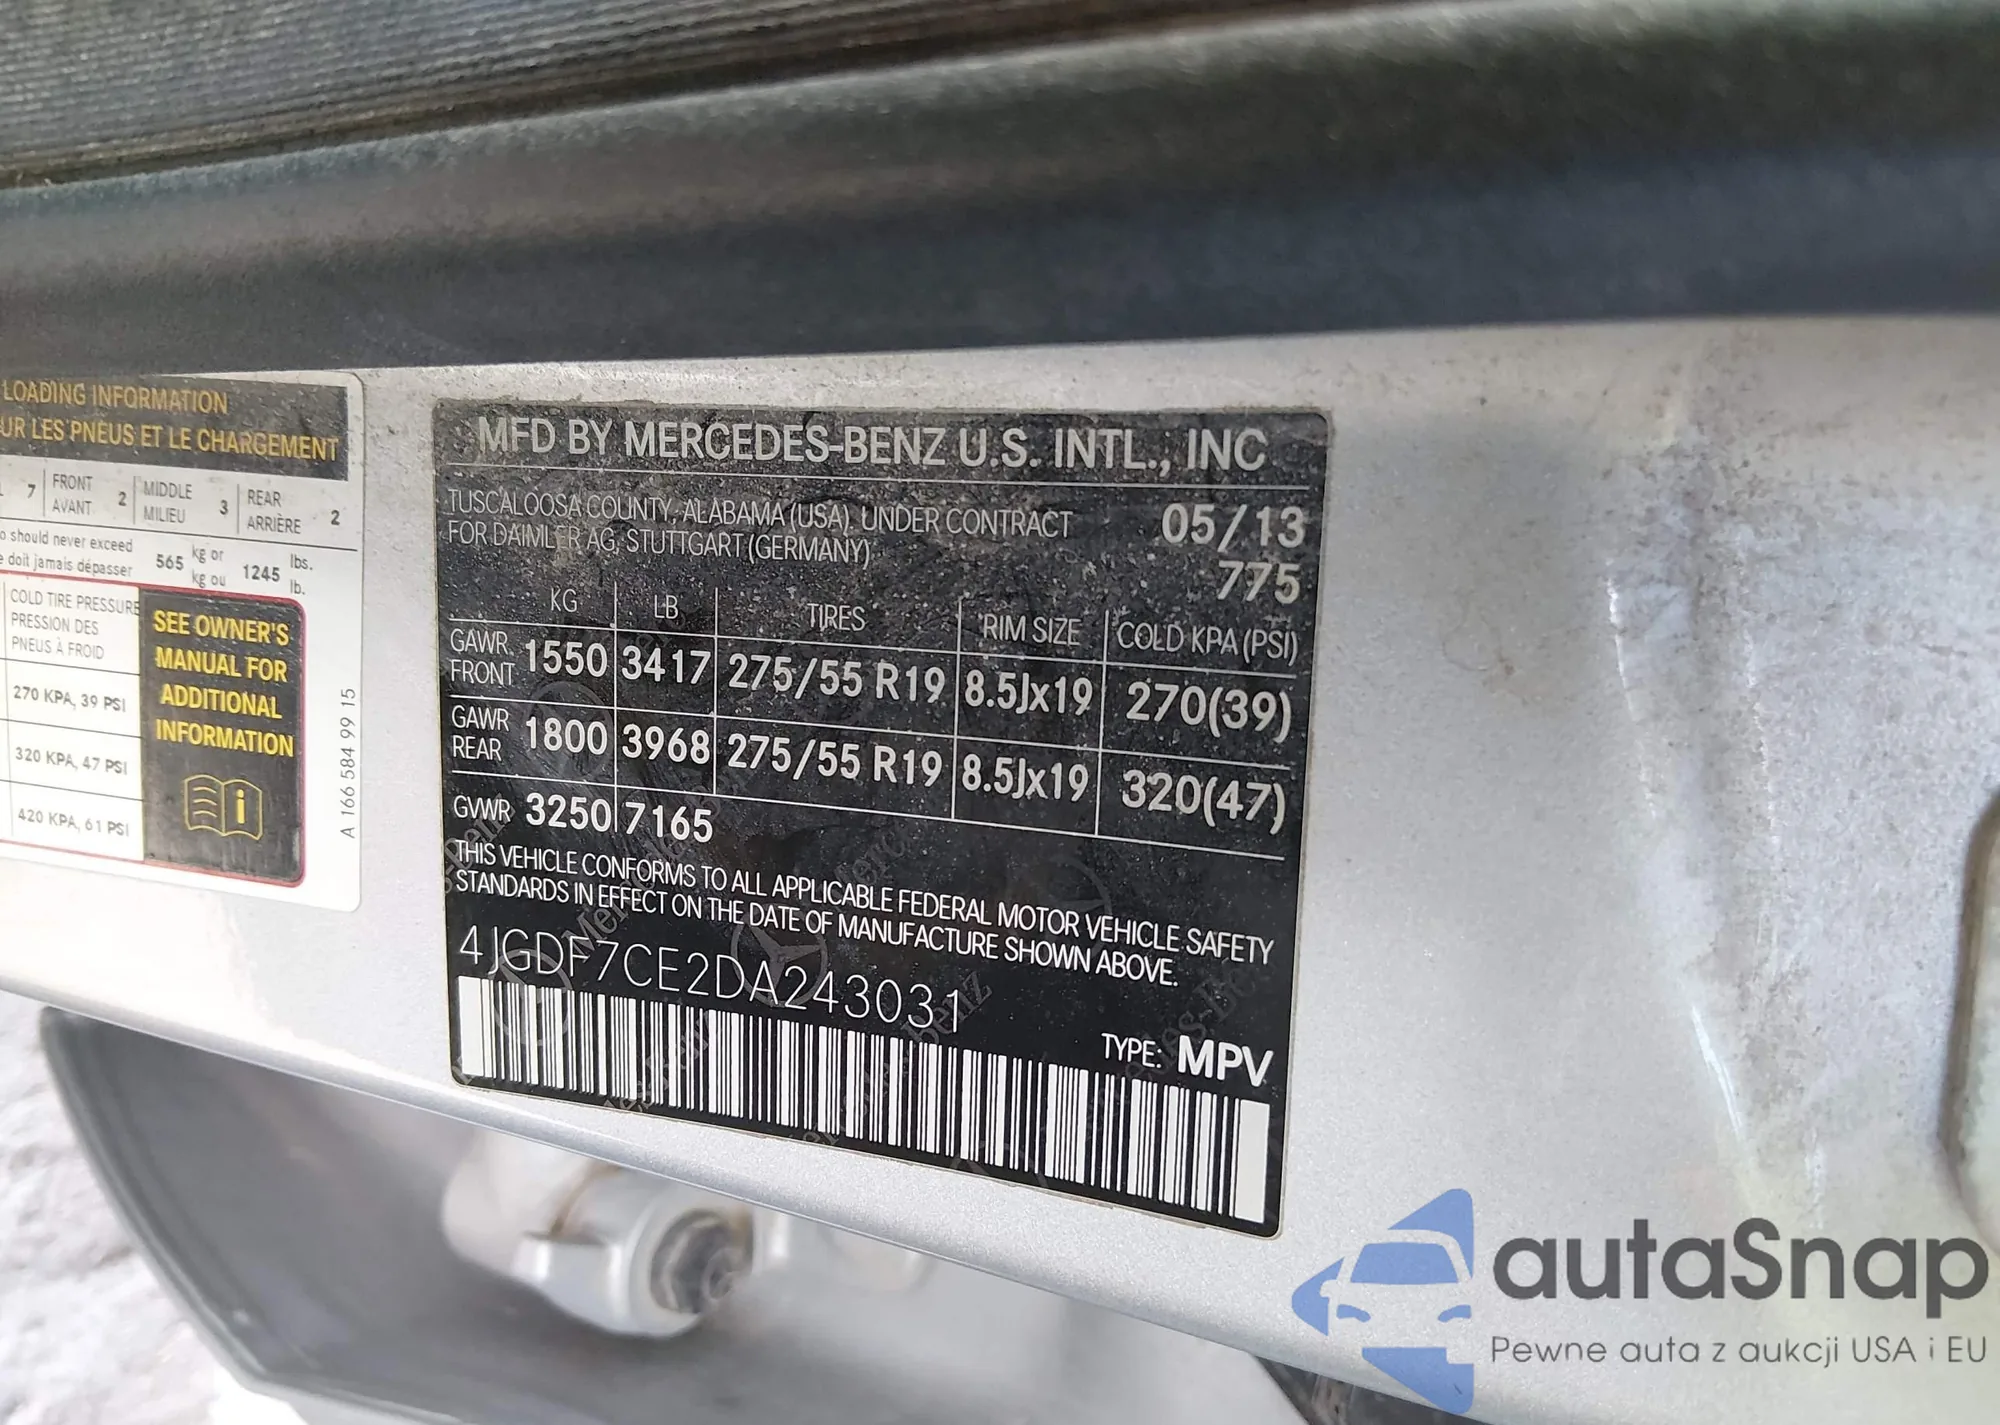 LOADING INFORMATION
UR LES PNEUS ET LE CHARGEMENT
7 FRONT AVANT 2 MIDDLE MILIEU 3 REAR ARRIÈRE 2
should never exceed
doit jamais dépasser
565 kg or kg ou 1245 lbs. lb.
COLD TIRE PRESSURE
PRESSION DES
PNEUS À FROID
270 KPA, 39 PSI
320 KPA, 47 PSI
420 KPA, 61 PSI
SEE OWNER'S
MANUAL FOR
ADDITIONAL
INFORMATION
A 166 584 99 15
MFD BY MERCEDES-BENZ U.S. INTL., INC
TUSCALOOSA COUNTY, ALABAMA (USA). UNDER CONTRACT
FOR DAIMLER AG, STUTTGART (GERMANY)
05/13
775
KG LB TIRES RIM SIZE COLD KPA (PSI)
GAWR FRONT 1550 3417 275/55 R19 8.5Jx19 270(39)
GAWR REAR 1800 3968 275/55 R19 8.5Jx19 320(47)
GVWR 3250 7165
THIS VEHICLE CONFORMS TO ALL APPLICABLE FEDERAL MOTOR VEHICLE SAFETY
STANDARDS IN EFFECT ON THE DATE OF MANUFACTURE SHOWN ABOVE.
4JGDF7CE2DA243031
TYPE: MPV
autaSnap
Pewne auta z aukcji USA i EU